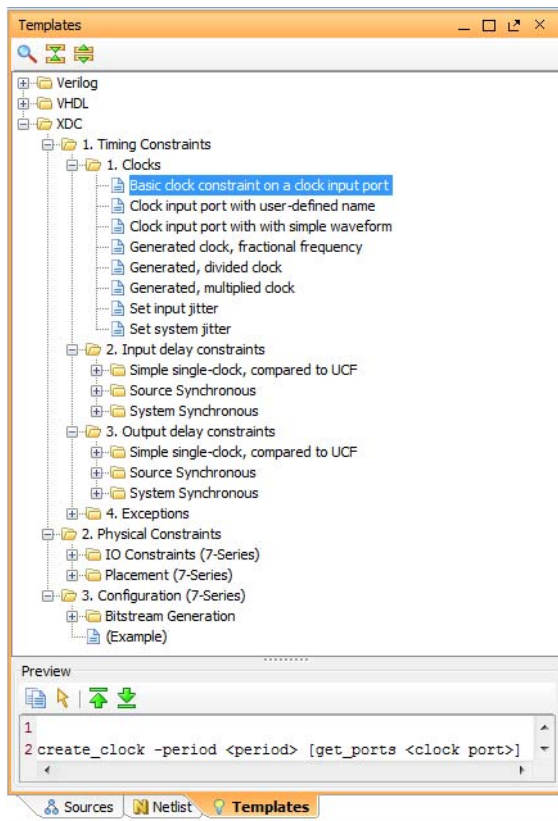 Templates
Verilog
VHDL
XDC
1. Timing Constraints
1. Clocks
Basic clock constraint on a clock input port
Clock input port with user-defined name
Clock input port with with simple waveform
Generated clock, fractional frequency
Generated, divided clock
Generated, multiplied clock
Set input jitter
Set system jitter
2. Input delay constraints
Simple single-clock, compared to UCF
Source Synchronous
System Synchronous
3. Output delay constraints
Simple single-clock, compared to UCF
Source Synchronous
System Synchronous
4. Exceptions
2. Physical Constraints
IO Constraints (7-Series)
Placement (7-Series)
3. Configuration (7-Series)
Bitstream Generation
(Example)
Preview
1
2 create_clock -period <period> [get_ports <clock port>]
Sources Netlist Templates